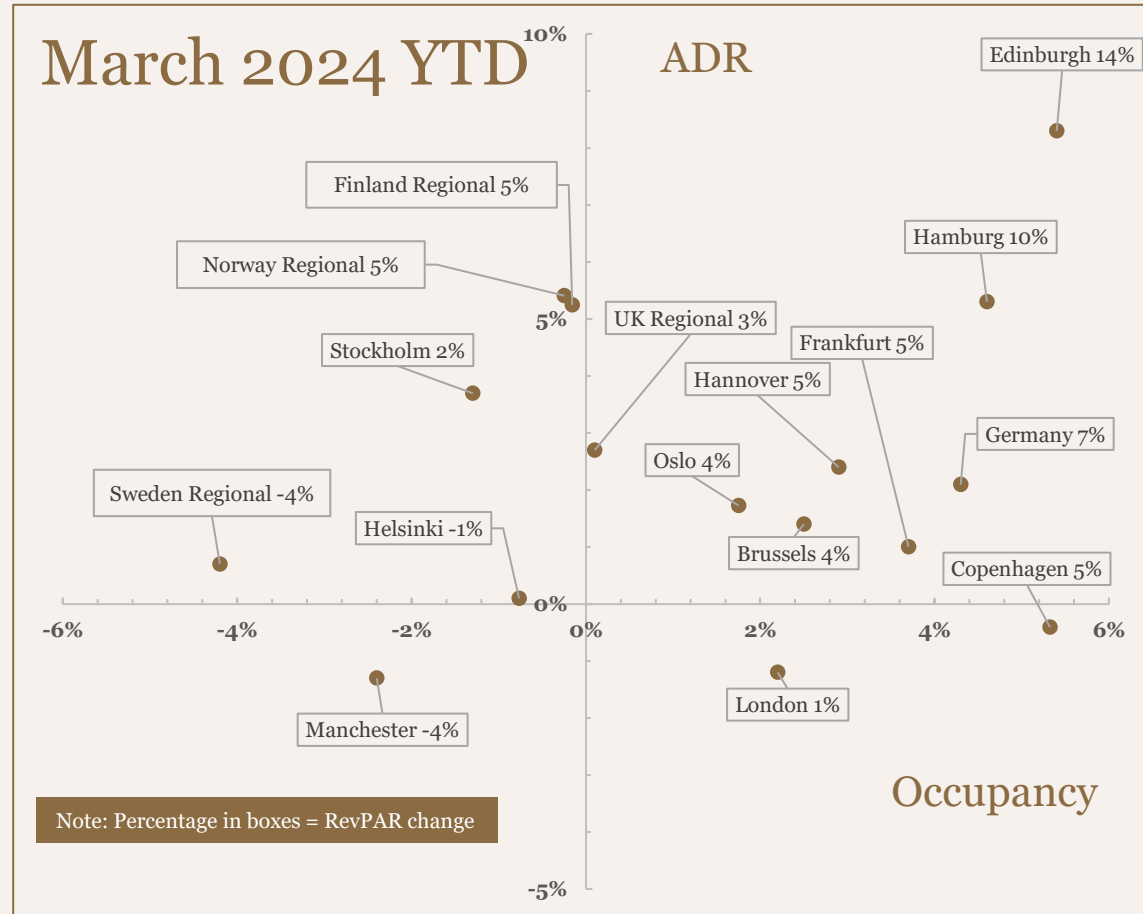 March 2024 YTD
10%
ADR
Edinburgh 14%
Finland Regional 5%
Hamburg 10%
Norway Regional 5%
5%
UK Regional 3%
Frankfurt 5%
Stockholm 2%
Hannover 5%
Germany 7%
Oslo 4%
Sweden Regional -4%
Helsinki -1%
Brussels 4%
Copenhagen 5%
0%
-6%
-4%
-2%
0%
2%
4%
6%
London 1%
Manchester -4%
Occupancy
Note: Percentage in boxes = RevPAR change
-5%